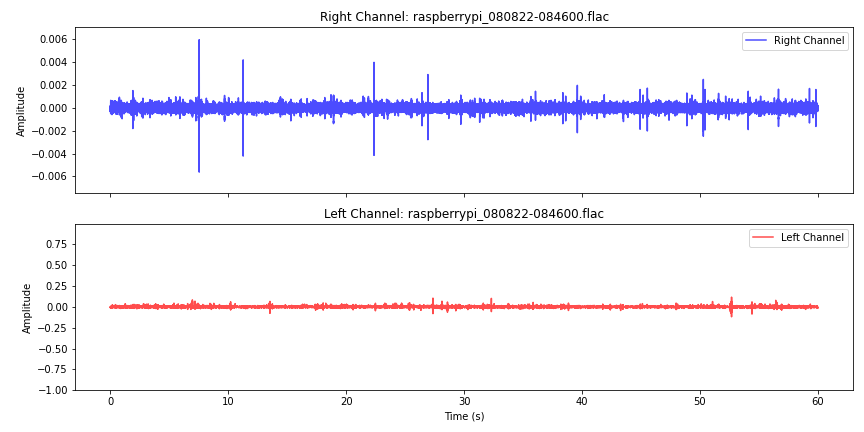 Right Channel: raspberrypi_080822-084600.flac
Right Channel
Amplitude
0.006
0.004
0.002
0.000
−0.002
−0.004
−0.006
Left Channel: raspberrypi_080822-084600.flac
Left Channel
Amplitude
0.75
0.50
0.25
0.00
−0.25
−0.50
−0.75
−1.00
0 10 20 30 40 50 60
Time (s)